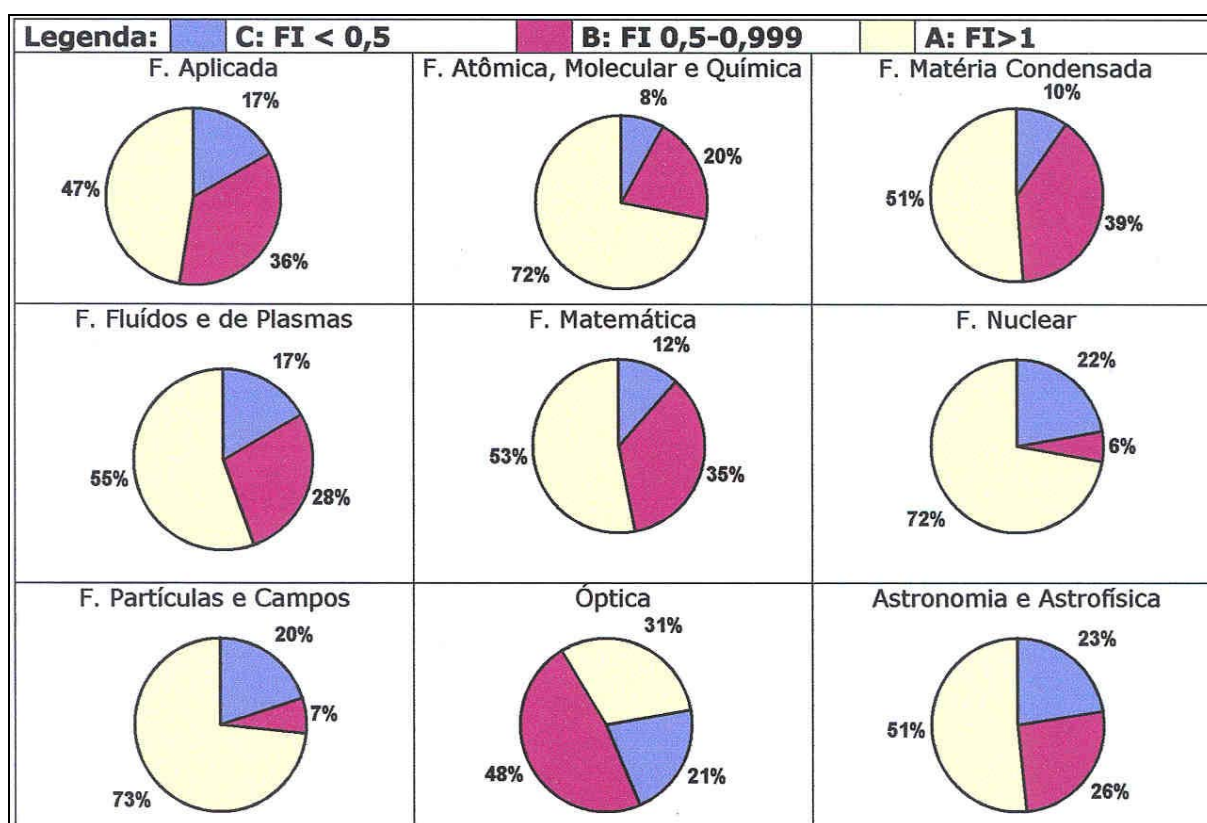 Legenda: C: FI < 0,5 B: FI 0,5-0,999 A: FI>1
F. Aplicada
17%
47%
36%
F. Atômica, Molecular e Química
8%
20%
72%
F. Matéria Condensada
10%
51%
39%
F. Fluídos e de Plasmas
17%
55%
28%
F. Matemática
12%
53%
35%
F. Nuclear
22%
6%
72%
F. Partículas e Campos
20%
7%
73%
Óptica
31%
48%
21%
Astronomia e Astrofísica
23%
51%
26%